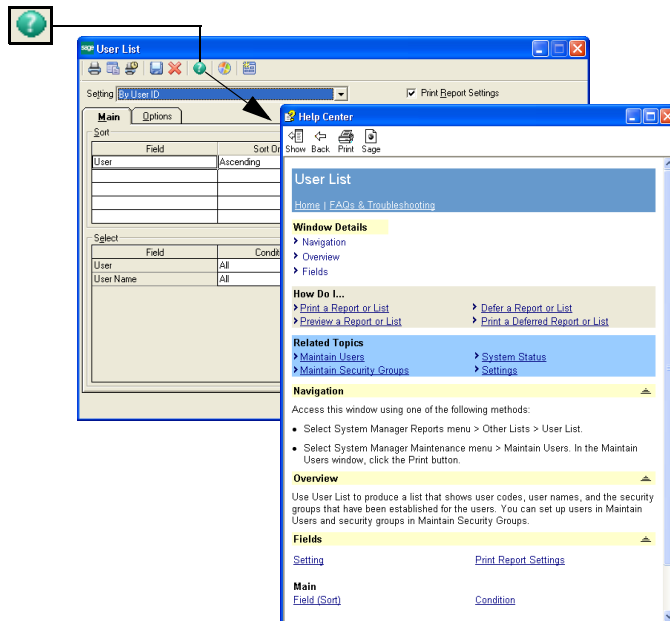 ?
sage User List
Setting By User ID
Print Report Settings
Main Options
Sort
Field Sort Or
User Ascending
Select
Field Condit
User All
User Name All
Help Center
Show Back Print Sage
User List
Home | FAQs & Troubleshooting
Window Details
Navigation
Overview
Fields
How Do I...
Print a Report or List Defer a Report or List
Preview a Report or List Print a Deferred Report or List
Related Topics
Maintain Users System Status
Maintain Security Groups Settings
Navigation
Access this window using one of the following methods:
• Select System Manager Reports menu > Other Lists > User List.
• Select System Manager Maintenance menu > Maintain Users. In the Maintain
Users window, click the Print button.
Overview
Use User List to produce a list that shows user codes, user names, and the security
groups that have been established for the users. You can set up users in Maintain
Users and security groups in Maintain Security Groups.
Fields
Setting Print Report Settings
Main
Field (Sort) Condition